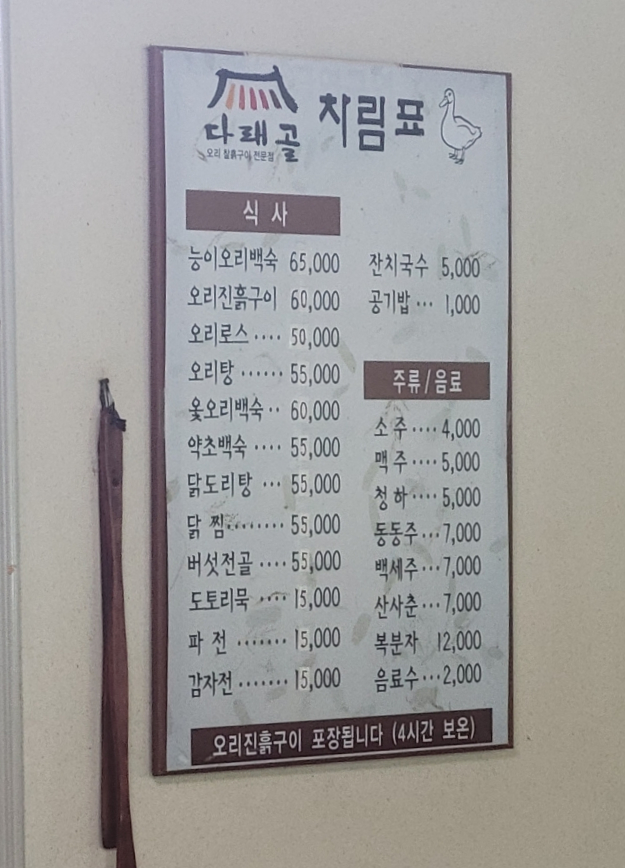 다래골
오리 찰흙구이 전문점
차림표
식 사
능이오리백숙 65,000
오리진흙구이 60,000
오리로스 ···· 50,000
오리탕 ······ 55,000
옻오리백숙 ·· 60,000
약초백숙 ···· 55,000
닭도리탕 ··· 55,000
닭 찜 ········ 55,000
버섯전골 ···· 55,000
도토리묵 ···· 15,000
파 전 ······· 15,000
감자전 ······· 15,000
잔치국수 5,000
공기밥 ··· 1,000
주류/음료
소 주 ···· 4,000
맥 주 ···· 5,000
청 하 ···· 5,000
동동주 ··· 7,000
백세주 ··· 7,000
산사춘 ··· 7,000
복분자 12,000
음료수 ··· 2,000
오리진흙구이 포장됩니다 (4시간 보온)